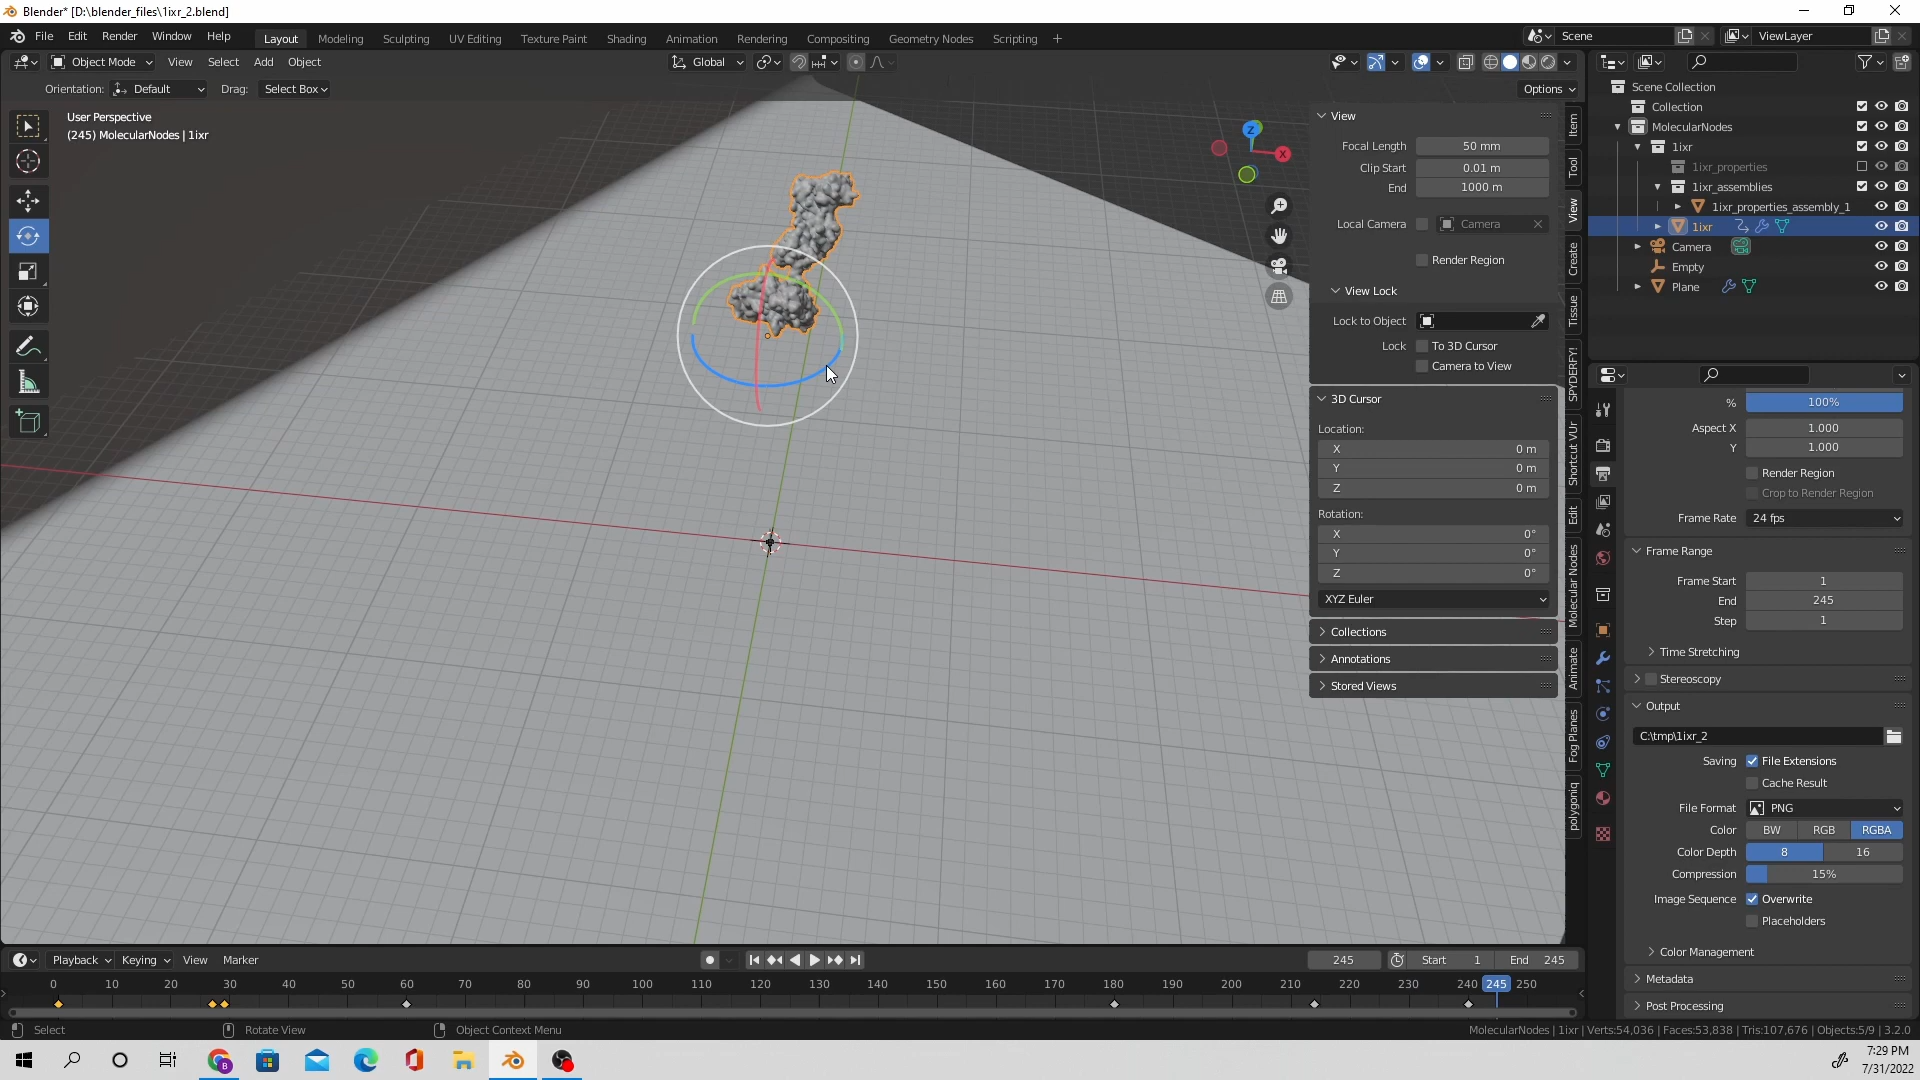 Blender* [D:\blender_files\1ixr_2.blend]
File Edit Render Window Help
Layout Modeling Sculpting UV Editing Texture Paint Shading Animation Rendering Compositing Geometry Nodes Scripting +
Scene
ViewLayer
Object Mode View Select Add Object
Global
Orientation: Default Drag: Select Box
Options
User Perspective
(245) MolecularNodes | 1ixr
Z
X
View
Focal Length 50 mm
Clip Start 0.01 m
End 1000 m
Local Camera Camera
Render Region
View Lock
Lock to Object
Lock To 3D Cursor
Camera to View
3D Cursor
Location:
X 0 m
Y 0 m
Z 0 m
Rotation:
X 0°
Y 0°
Z 0°
XYZ Euler
Collections
Annotations
Stored Views
Item
Tool
View
Create
Tissue
SPYDERFY!
Shortcut VUr
Edit
Molecular Nodes
Animate
Fog Planes
polygoniq
Scene Collection
Collection
MolecularNodes
1ixr
1ixr_properties
1ixr_assemblies
1ixr_properties_assembly_1
1ixr
Camera
Empty
Plane
% 100%
Aspect X 1.000
Y 1.000
Render Region
Crop to Render Region
Frame Rate 24 fps
Frame Range
Frame Start 1
End 245
Step 1
Time Stretching
Stereoscopy
Output
C:\tmp\1ixr_2
Saving File Extensions
Cache Result
File Format PNG
Color BW RGB RGBA
Color Depth 8 16
Compression 15%
Image Sequence Overwrite
Placeholders
Color Management
Metadata
Post Processing
Playback Keying View Marker
245 Start 1 End 245
0 10 20 30 40 50 60 70 80 90 100 110 120 130 140 150 160 170 180 190 200 210 220 230 240 245 250
Select Rotate View Object Context Menu
MolecularNodes | 1ixr | Verts:54,036 | Faces:53,838 | Tris:107,676 | Objects:5/9 | 3.2.0
B
7:29 PM
7/31/2022